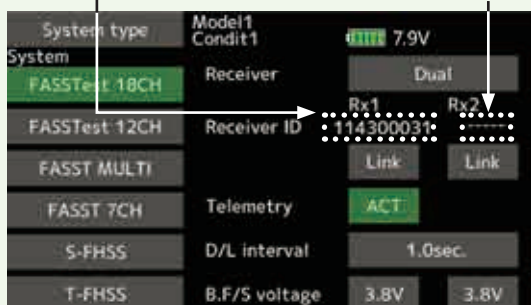 System type
Model1
Condit1
7.9V
System
FASSTest 18CH
FASSTest 12CH
FASST MULTI
FASST 7CH
S-FHSS
T-FHSS
Receiver
Dual
Rx1
Rx2
Receiver ID
114300031
--------
Link
Link
Telemetry
ACT
D/L interval
1.0sec.
B.F/S voltage
3.8V
3.8V